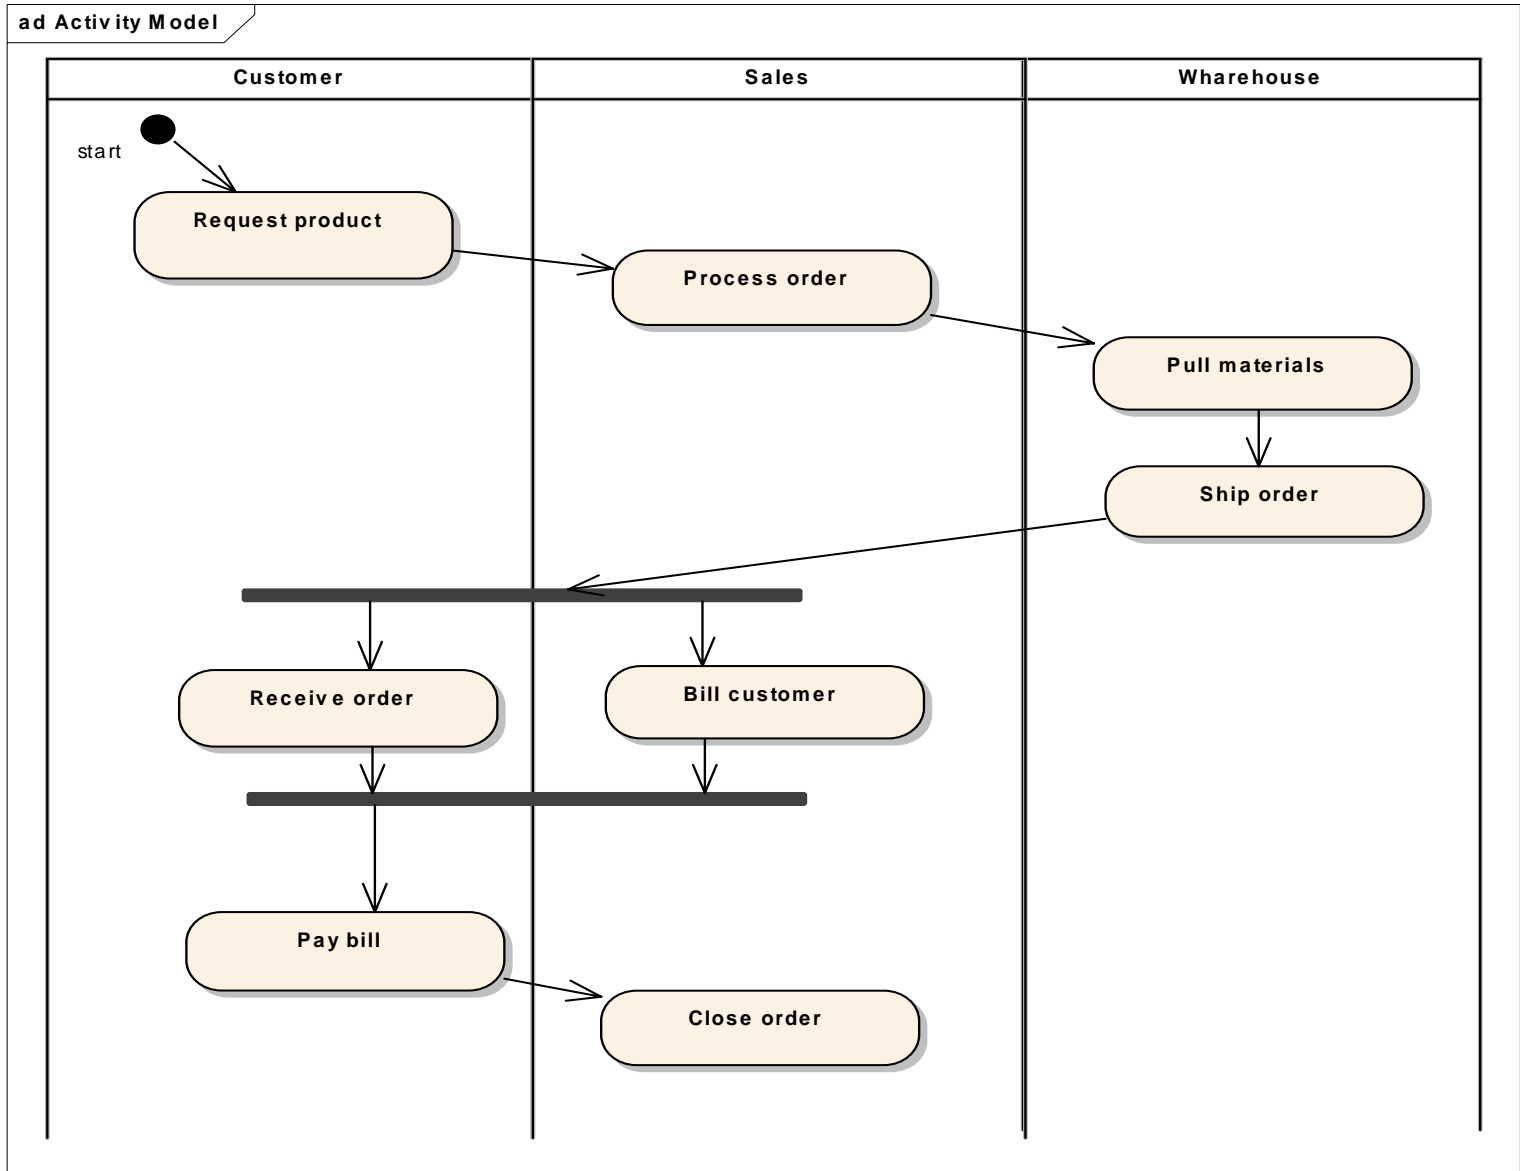 ad Activity Model
Customer
Sales
Wharehouse
start
Request product
Process order
Pull materials
Ship order
Receive order
Bill customer
Pay bill
Close order